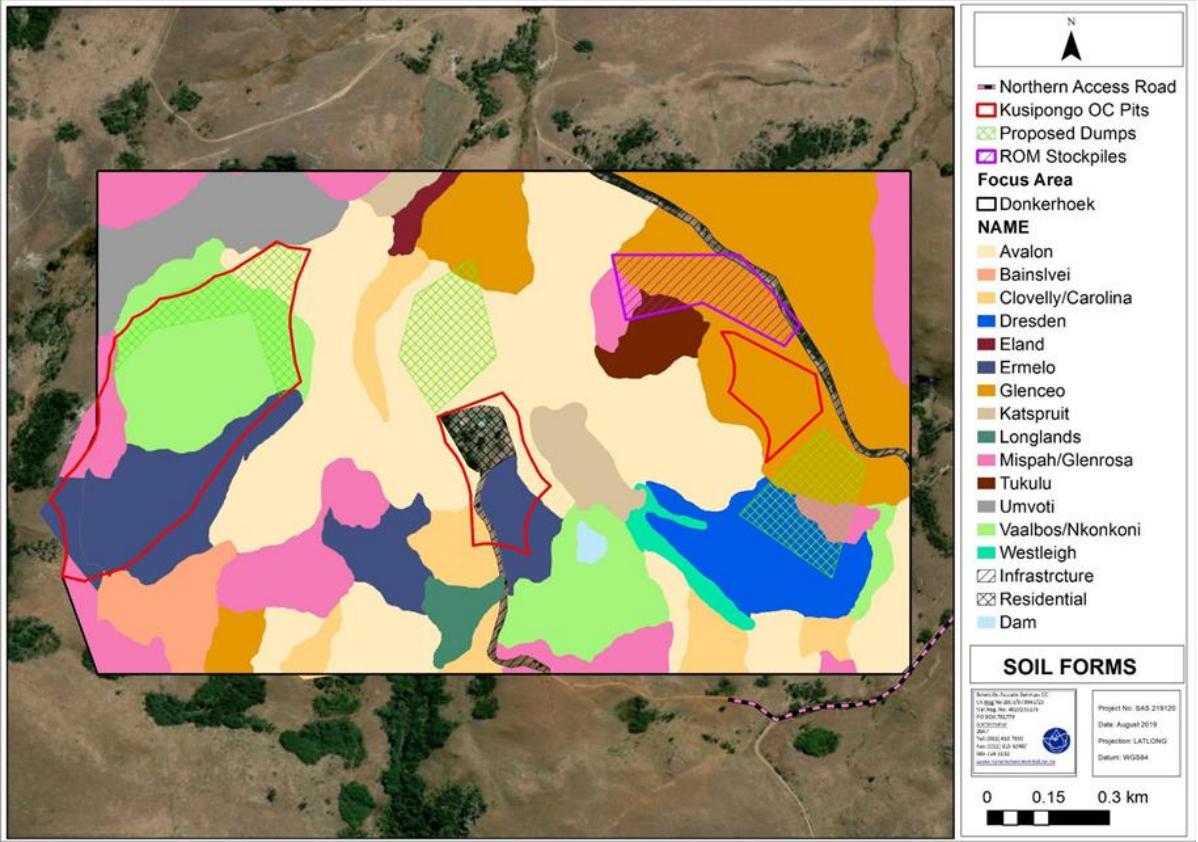 N
Northern Access Road
Kusipongo OC Pits
Proposed Dumps
ROM Stockpiles
Focus Area
Donkerhoek
NAME
Avalon
Bainslvei
Clovelly/Carolina
Dresden
Eland
Ermelo
Glenceo
Katspruit
Longlands
Mispah/Glenrosa
Tukulu
Umvoti
Vaalbos/Nkonkoni
Westleigh
Infrastrcture
Residential
Dam
SOIL FORMS
Project No: SAS 219120
Date: August 2019
Projection: LATLONG
Datum: WGS84
0 0.15 0.3 km